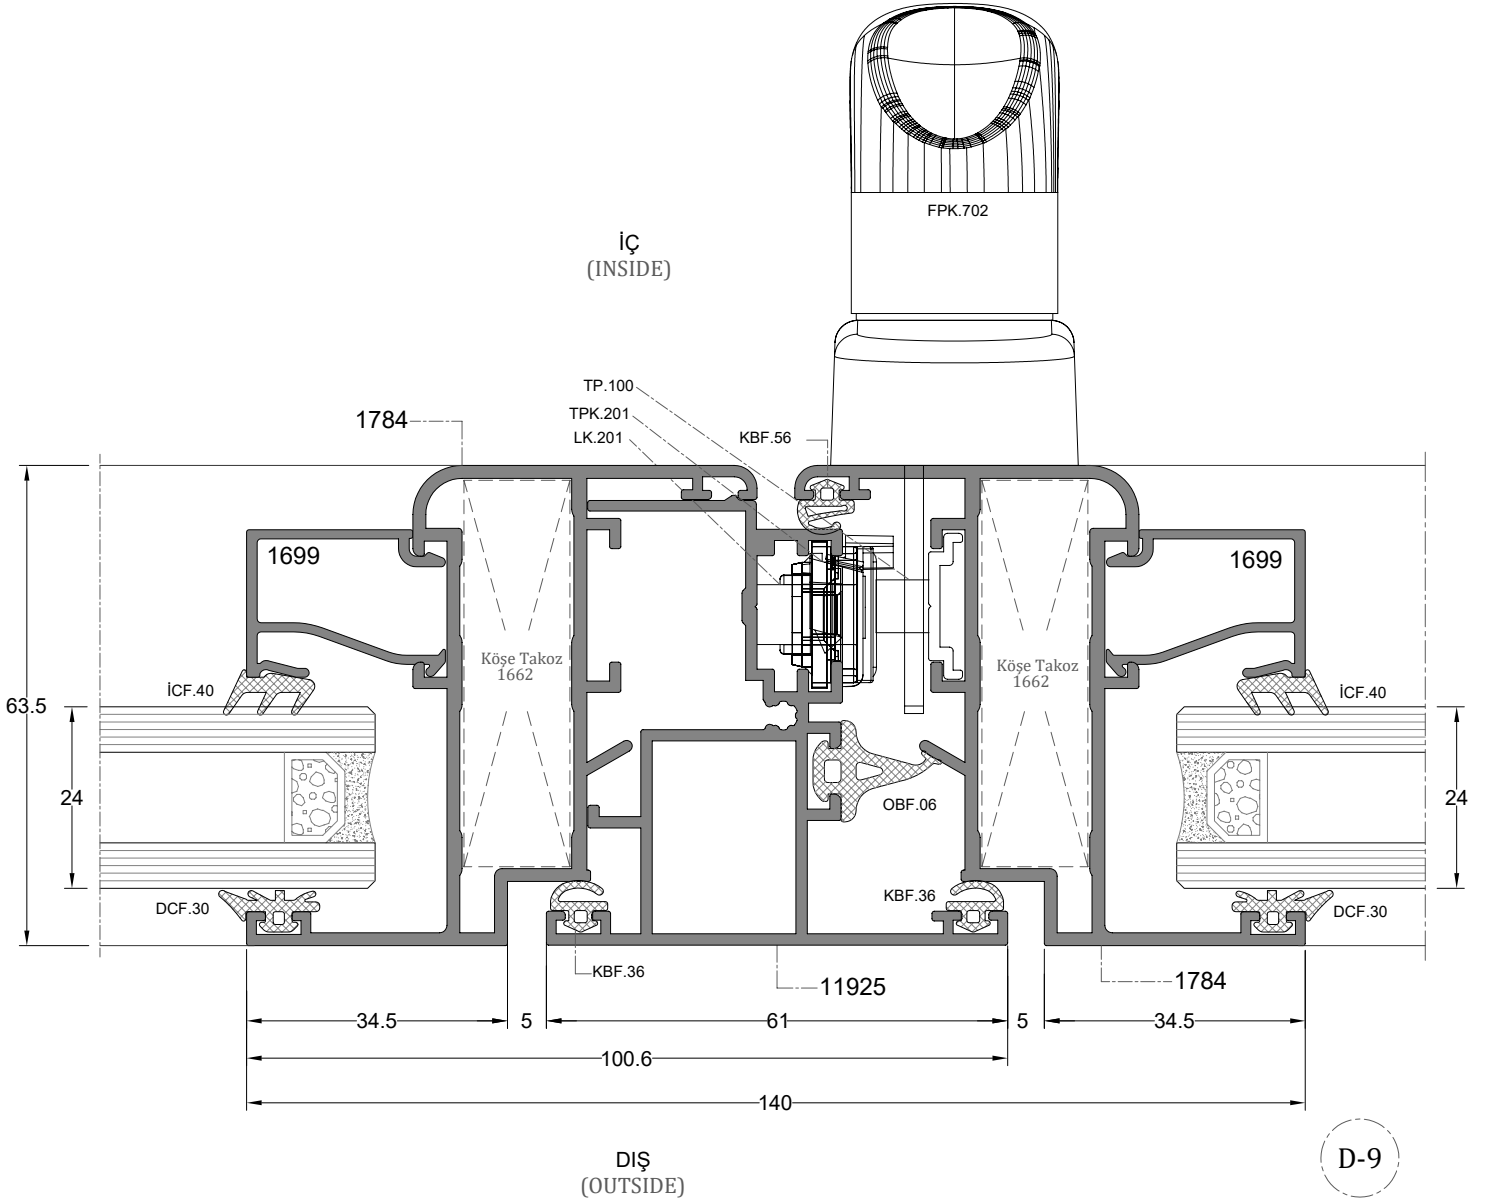 FPK.702
İÇ
(INSIDE)
TP.100
TPK.201
LK.201
1784
KBF.56
1699
1699
Köşe Takoz
1662
Köşe Takoz
1662
İCF.40
İCF.40
63.5
24
24
OBF.06
DCF.30
KBF.36
DCF.30
KBF.36
11925
1784
34.5
5
61
5
34.5
100.6
140
DIŞ
(OUTSIDE)
D-9